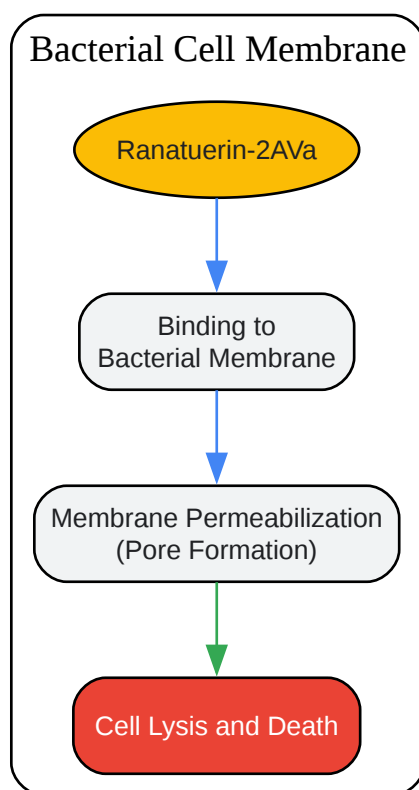 Bacterial Cell Membrane
Ranatuerin-2AVa
Binding to
Bacterial Membrane
Membrane Permeabilization
(Pore Formation)
Cell Lysis and Death